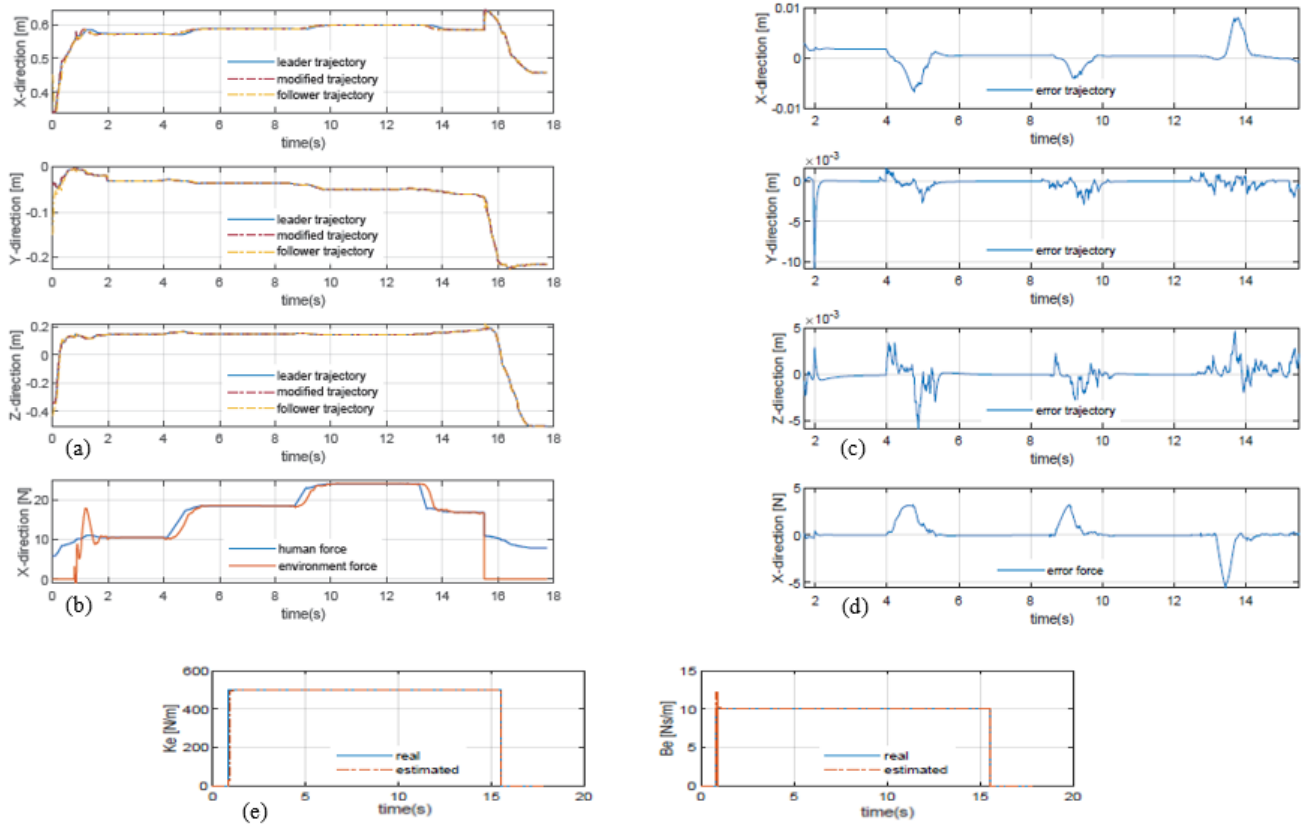 X-direction [m]
0.6
0.5
0.4
leader trajectory
modified trajectory
follower trajectory
0 2 4 6 8 10 12 14 16 18
time(s)
Y-direction [m]
0
-0.1
-0.2
leader trajectory
modified trajectory
follower trajectory
0 2 4 6 8 10 12 14 16 18
time(s)
Z-direction [m]
0.2
0
-0.2
-0.4
leader trajectory
modified trajectory
follower trajectory
(a)
0 2 4 6 8 10 12 14 16 18
time(s)
X-direction [N]
20
10
0
human force
environment force
(b)
0 2 4 6 8 10 12 14 16 18
time(s)
X-direction [m]
0.01
0
-0.01
error trajectory
2 4 6 8 10 12 14
time(s)
×10-3
Y-direction [m]
0
-5
-10
error trajectory
2 4 6 8 10 12 14
time(s)
×10-3
Z-direction [m]
5
0
-5
error trajectory
(c)
2 4 6 8 10 12 14
time(s)
X-direction [N]
5
0
-5
error force
(d)
2 4 6 8 10 12 14
time(s)
Ke [N/m]
600
400
200
0
real
estimated
0 5 10 15 20
(e)
time(s)
Be [Ns/m]
15
10
5
0
real
estimated
0 5 10 15 20
time(s)